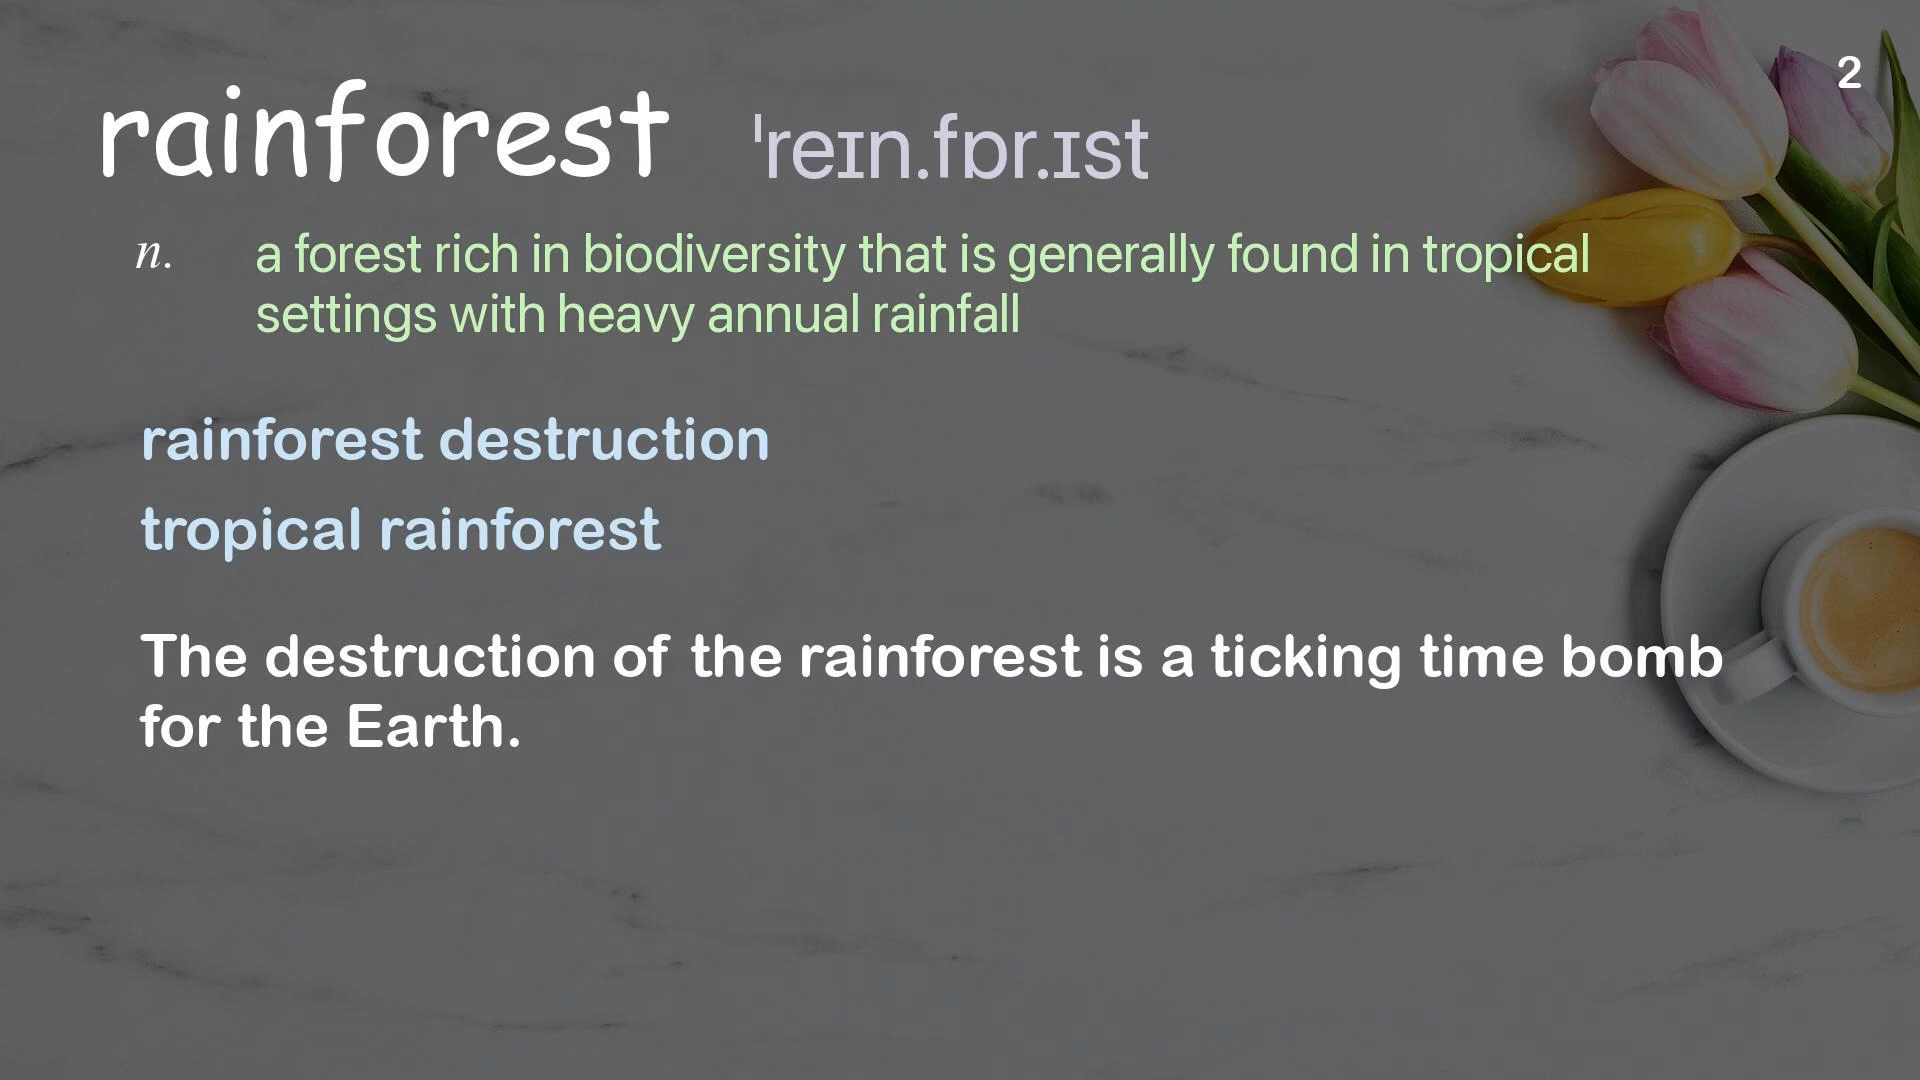 2
rainforest ˈreɪn.fɒr.ɪst
n. a forest rich in biodiversity that is generally found in tropical
settings with heavy annual rainfall
rainforest destruction
tropical rainforest
The destruction of the rainforest is a ticking time bomb
for the Earth.